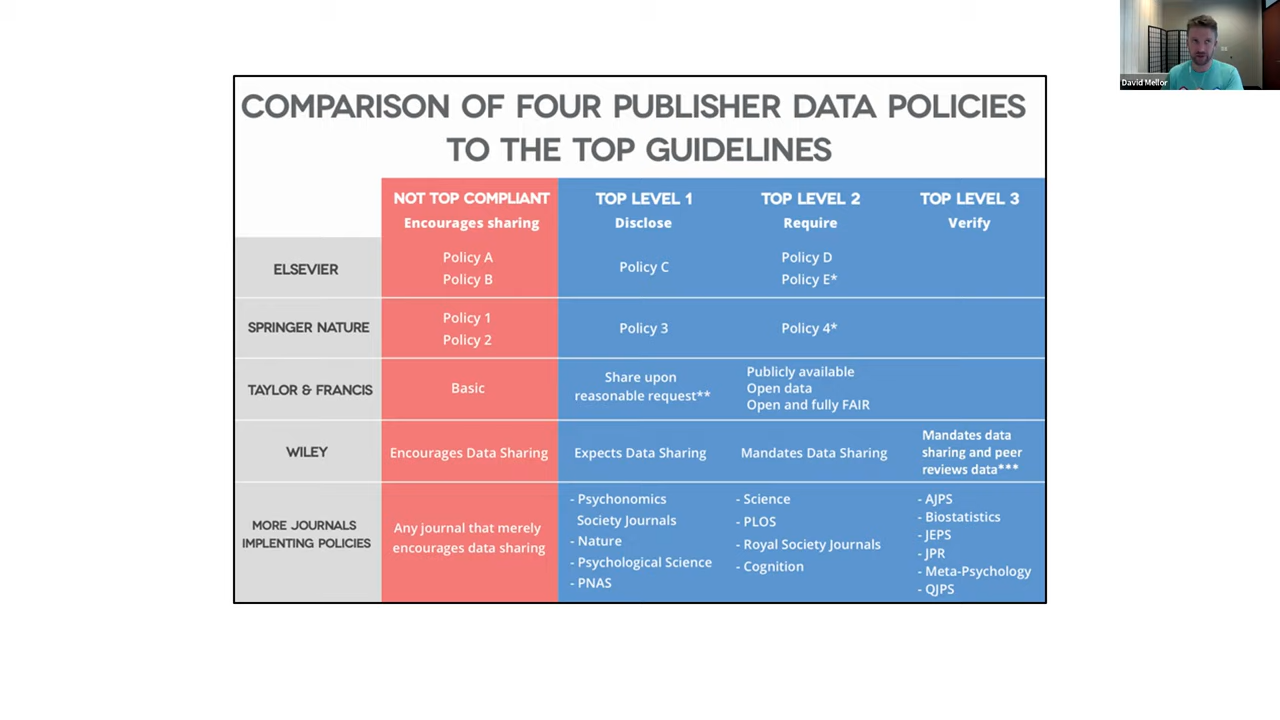 David Mellor
COMPARISON OF FOUR PUBLISHER DATA POLICIES
TO THE TOP GUIDELINES
NOT TOP COMPLIANT
Encourages sharing
TOP LEVEL 1
Disclose
TOP LEVEL 2
Require
TOP LEVEL 3
Verify
ELSEVIER
Policy A
Policy B
Policy C
Policy D
Policy E*
SPRINGER NATURE
Policy 1
Policy 2
Policy 3
Policy 4*
TAYLOR & FRANCIS
Basic
Share upon
reasonable request**
Publicly available
Open data
Open and fully FAIR
WILEY
Encourages Data Sharing
Expects Data Sharing
Mandates Data Sharing
Mandates data
sharing and peer
reviews data***
MORE JOURNALS
IMPLENTING POLICIES
Any journal that merely
encourages data sharing
- Psychonomics
Society Journals
- Nature
- Psychological Science
- PNAS
- Science
- PLOS
- Royal Society Journals
- Cognition
- AJPS
- Biostatistics
- JEPS
- JPR
- Meta-Psychology
- QJPS